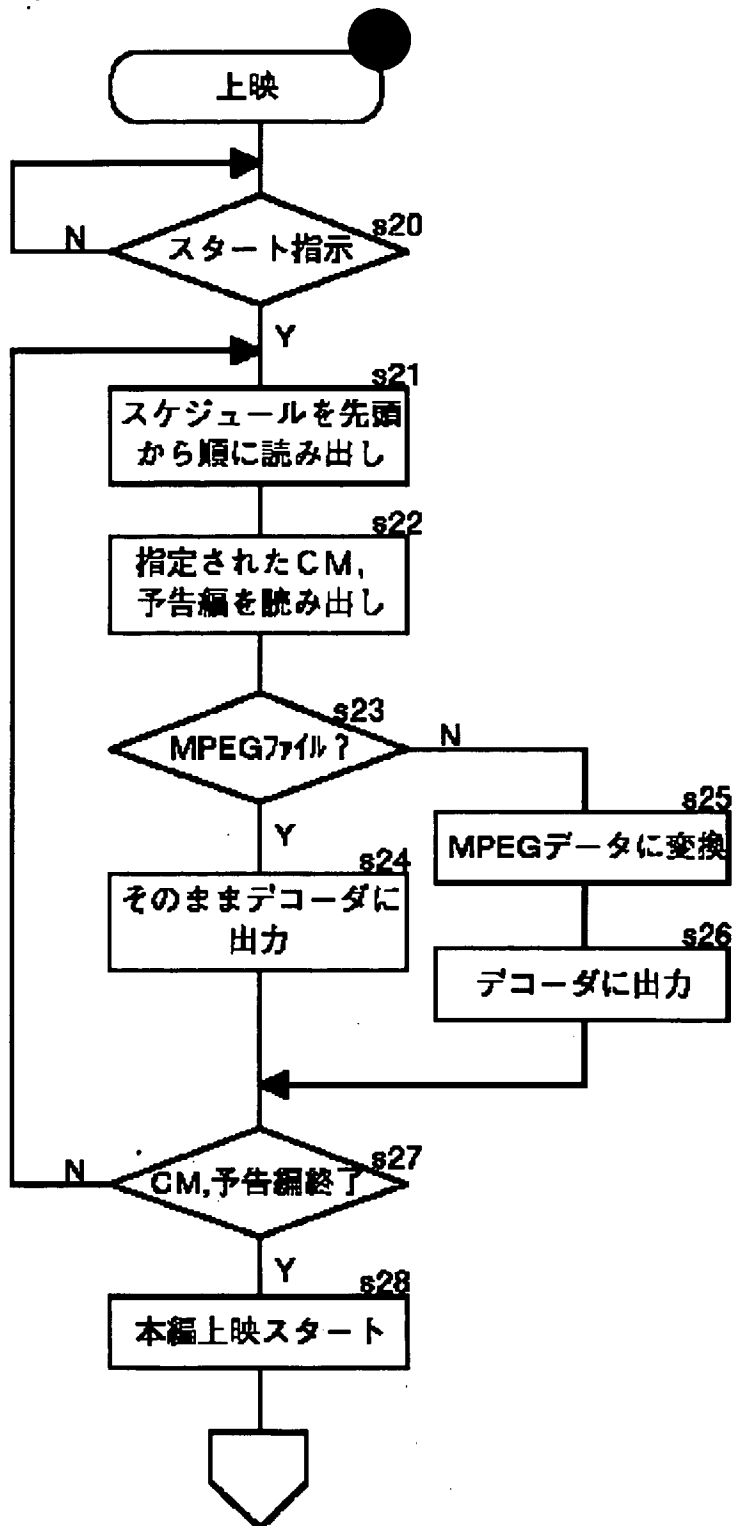 上映
s20
N
スタート指示
Y
s21
スケジュールを先頭
から順に読み出し
s22
指定されたCM,
予告編を読み出し
s23
MPEGファイル?
N
Y
s25
MPEGデータに変換
s24
そのままデコーダに
出力
s26
デコーダに出力
s27
N
CM,予告編終了
Y
s28
本編上映スタート